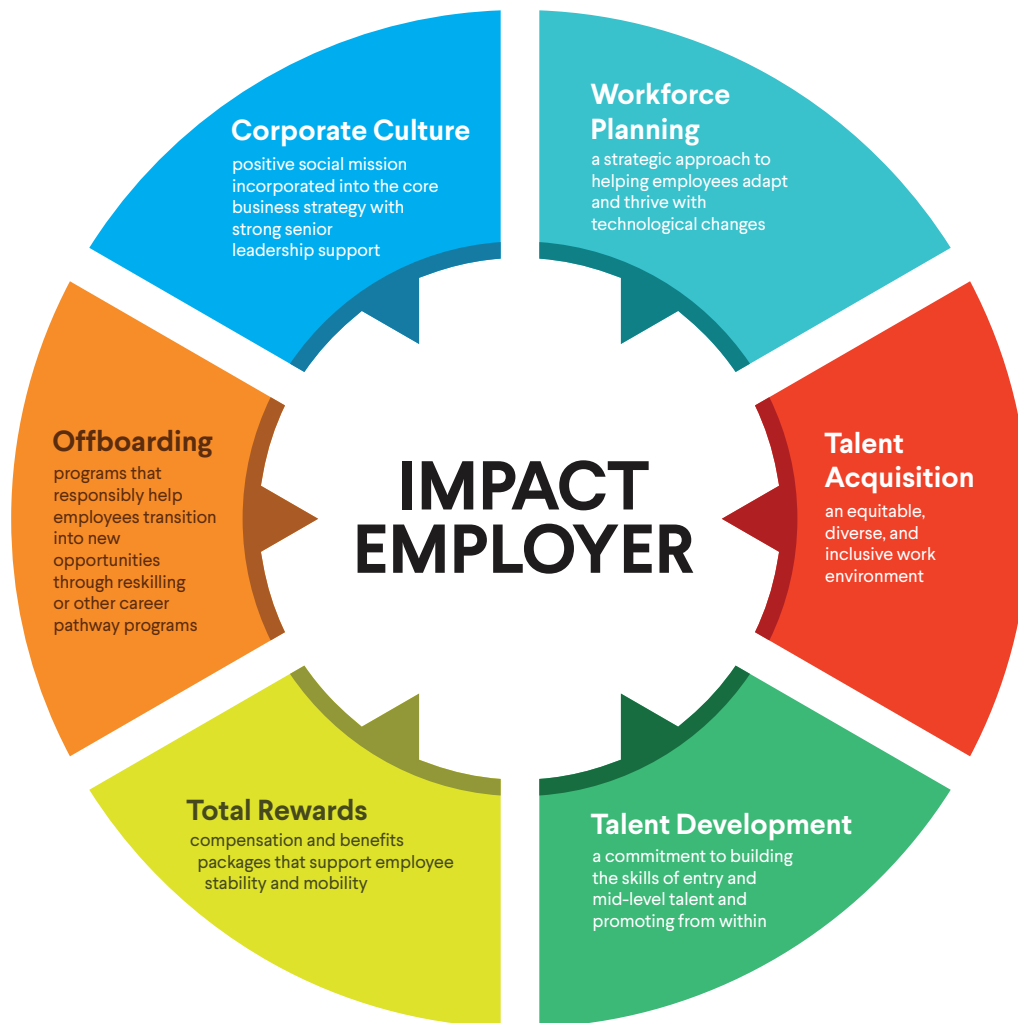 Corporate Culture
positive social mission
incorporated into the core
business strategy with
strong senior
leadership support
Workforce
Planning
a strategic approach to
helping employees adapt
and thrive with
technological changes
Offboarding
programs that
responsibly help
employees transition
into new
opportunities
through reskilling
or other career
pathway programs
IMPACT
EMPLOYER
Talent
Acquisition
an equitable,
diverse, and
inclusive work
environment
Total Rewards
compensation and benefits
packages that support employee
stability and mobility
Talent Development
a commitment to building
the skills of entry and
mid-level talent and
promoting from within